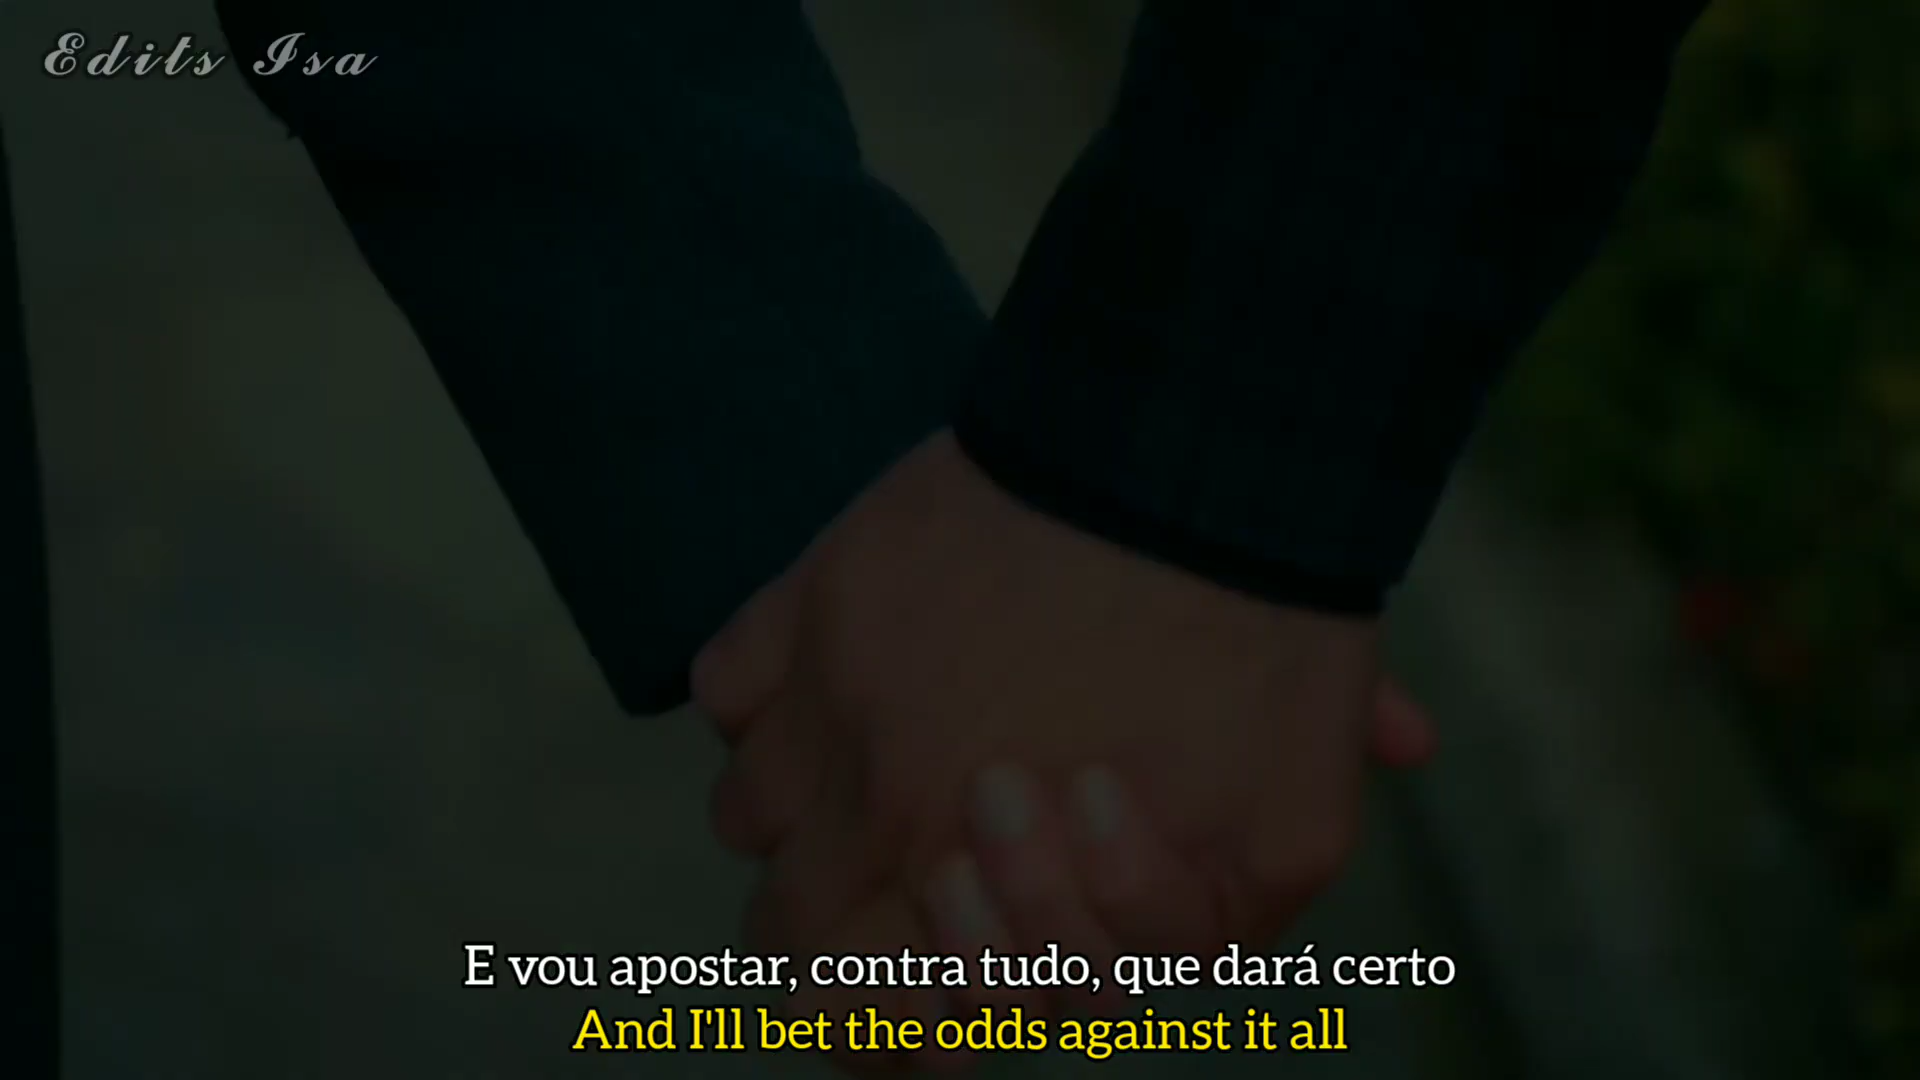 Edits Isa
E vou apostar, contra tudo, que dará certo
And I'll bet the odds against it all